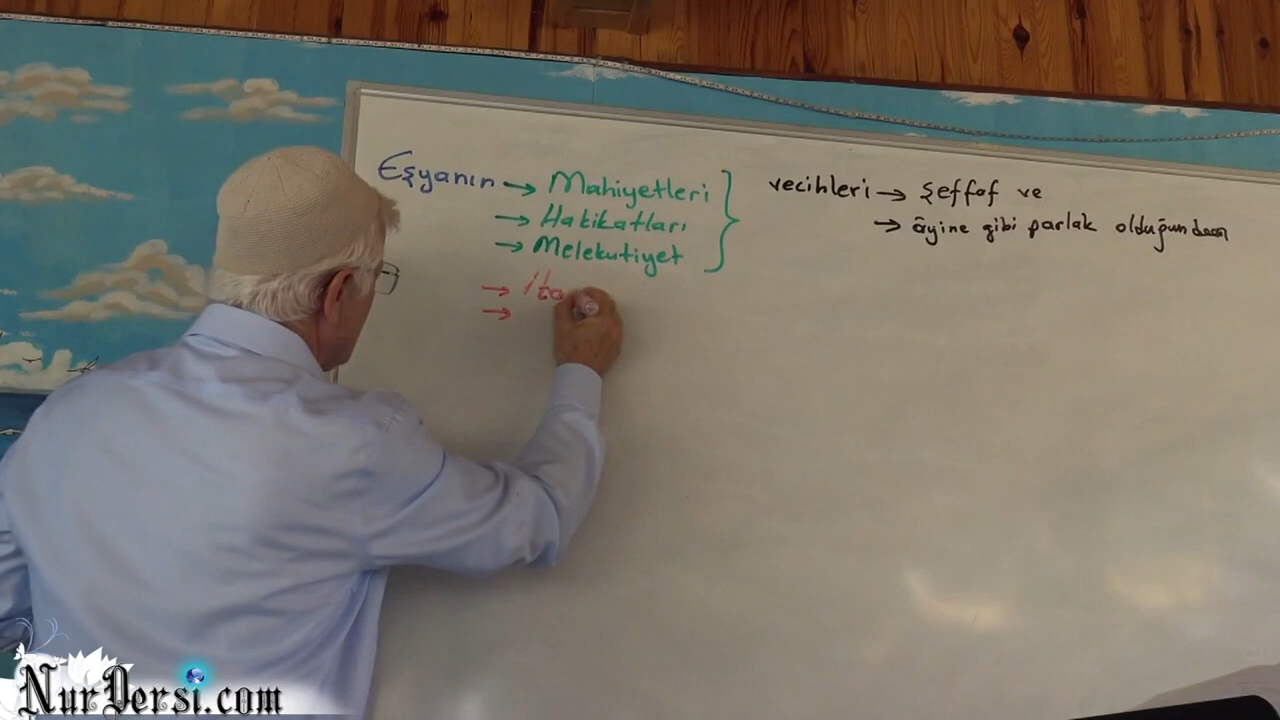 Eşyanın → Mahiyetleri } vecihleri → şeffaf ve
→ Hakikatları → âyine gibi parlak olduğundan
→ Melekutiyet
→
→
NurDersi.com